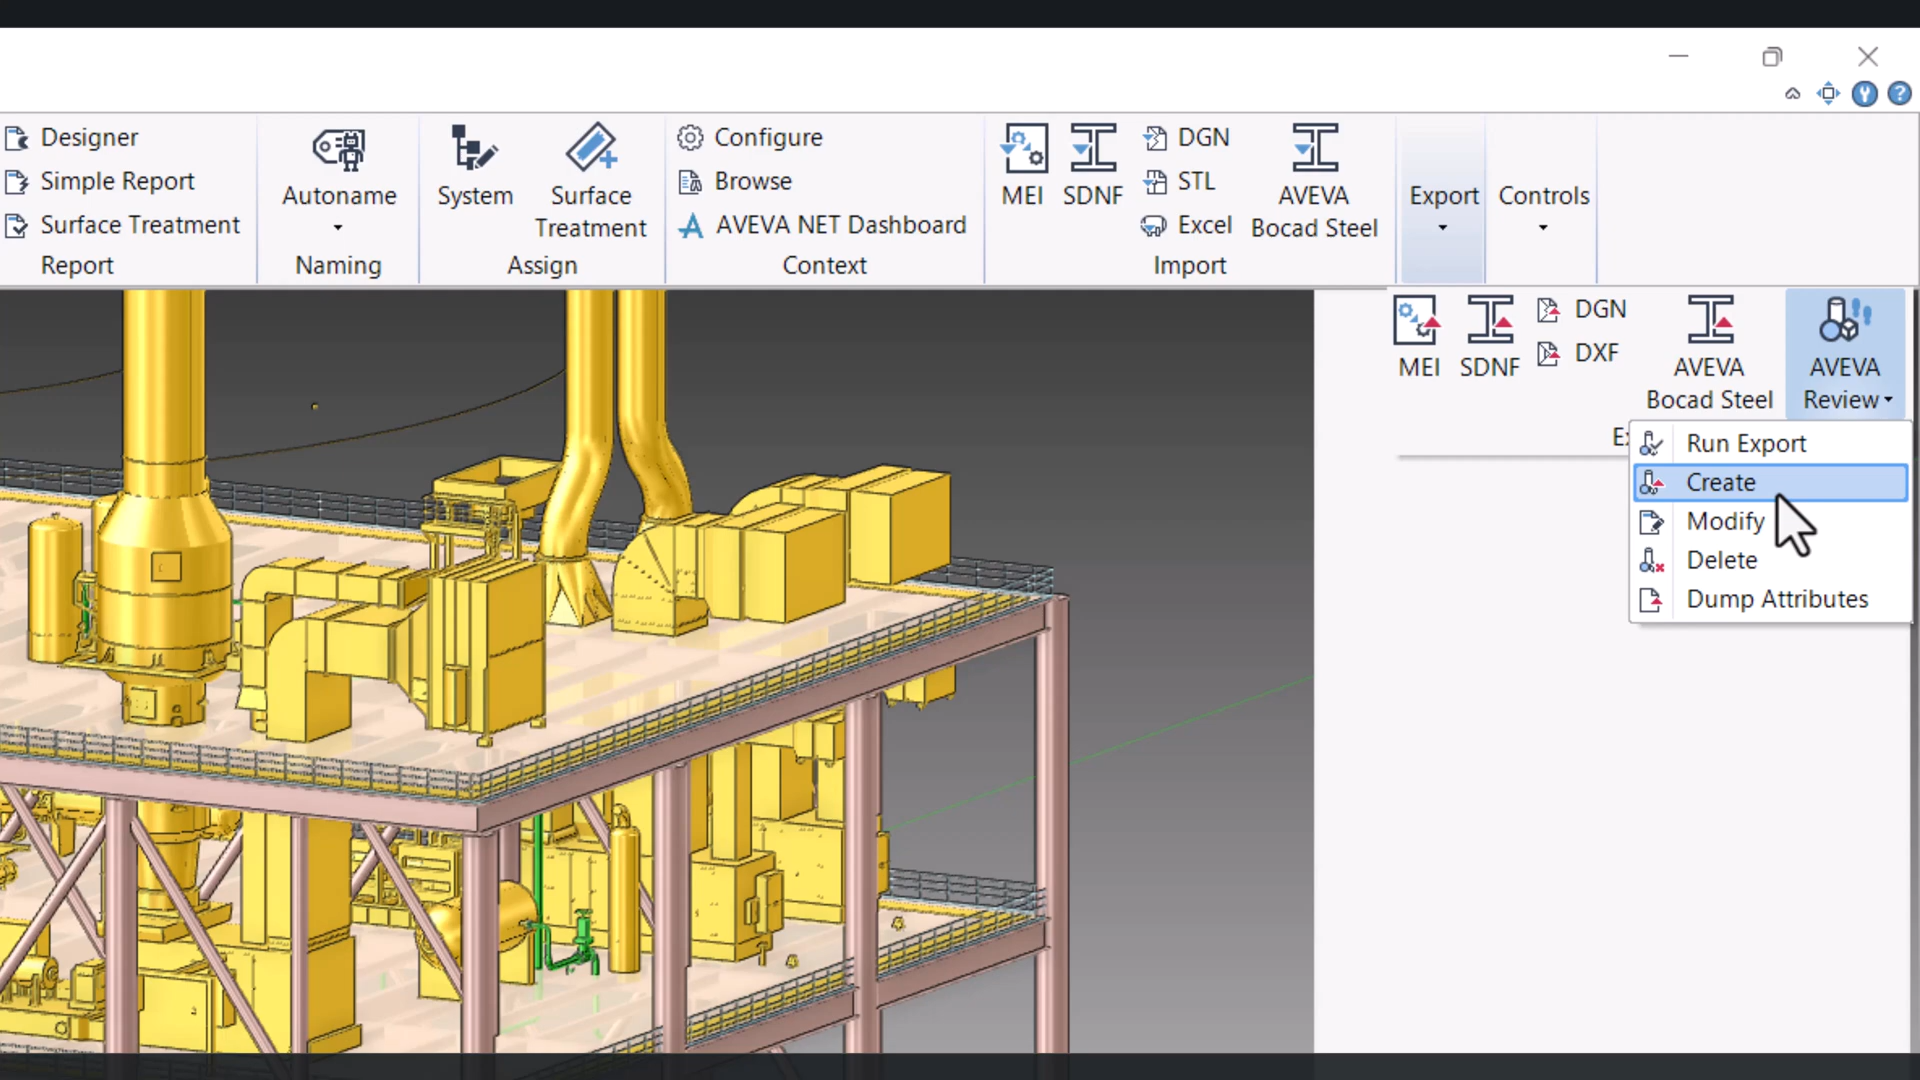 Designer
Simple Report
Surface Treatment
Report
Autoname
Naming
System
Surface
Treatment
Assign
Configure
Browse
AVEVA NET Dashboard
Context
MEI
SDNF
DGN
STL
Excel
AVEVA
Bocad Steel
Import
Export
Controls
MEI
SDNF
DGN
DXF
AVEVA
Bocad Steel
AVEVA
Review
Run Export
Create
Modify
Delete
Dump Attributes